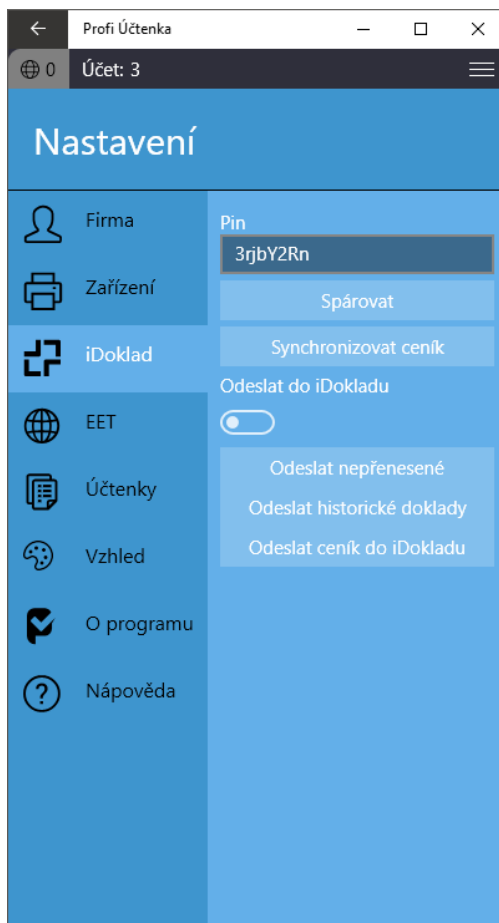 Profi Účtenka
0 Účet: 3
Nastavení
Firma
Zařízení
iDoklad
EET
Účtenky
Vzhled
O programu
Nápověda
Pin
3rjbY2Rn
Spárovat
Synchronizovat ceník
Odeslat do iDokladu
Odeslat nepřenesené
Odeslat historické doklady
Odeslat ceník do iDokladu